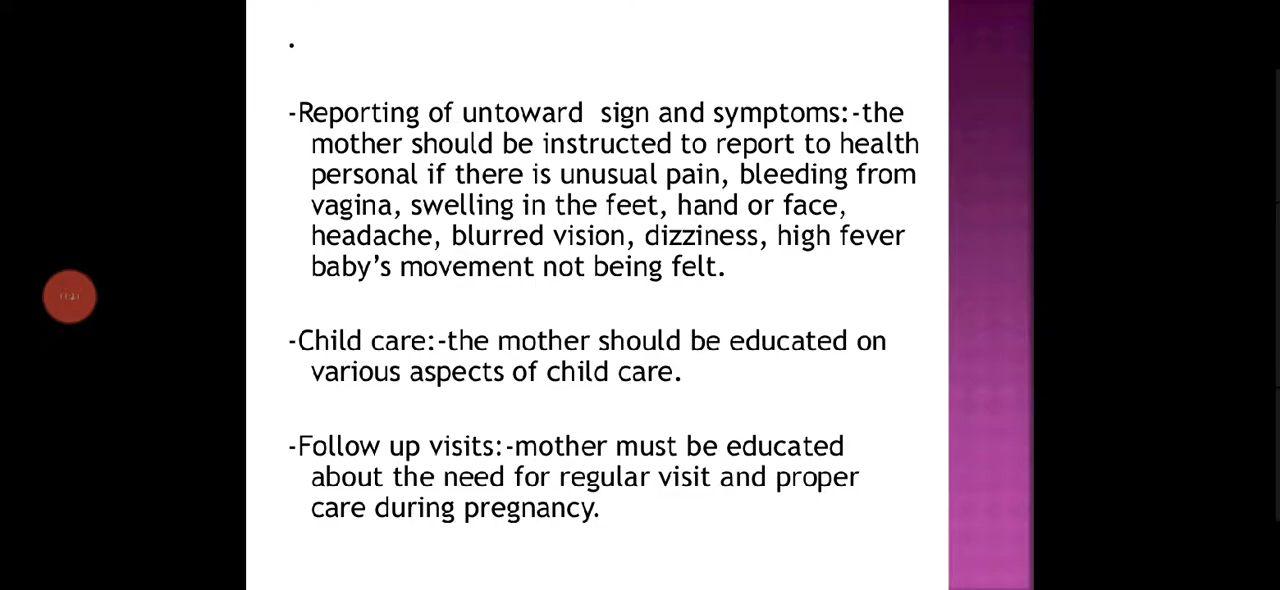 .
-Reporting of untoward sign and symptoms:-the
mother should be instructed to report to health
personal if there is unusual pain, bleeding from
vagina, swelling in the feet, hand or face,
headache, blurred vision, dizziness, high fever
baby's movement not being felt.
-Child care:-the mother should be educated on
various aspects of child care.
-Follow up visits:-mother must be educated
about the need for regular visit and proper
care during pregnancy.